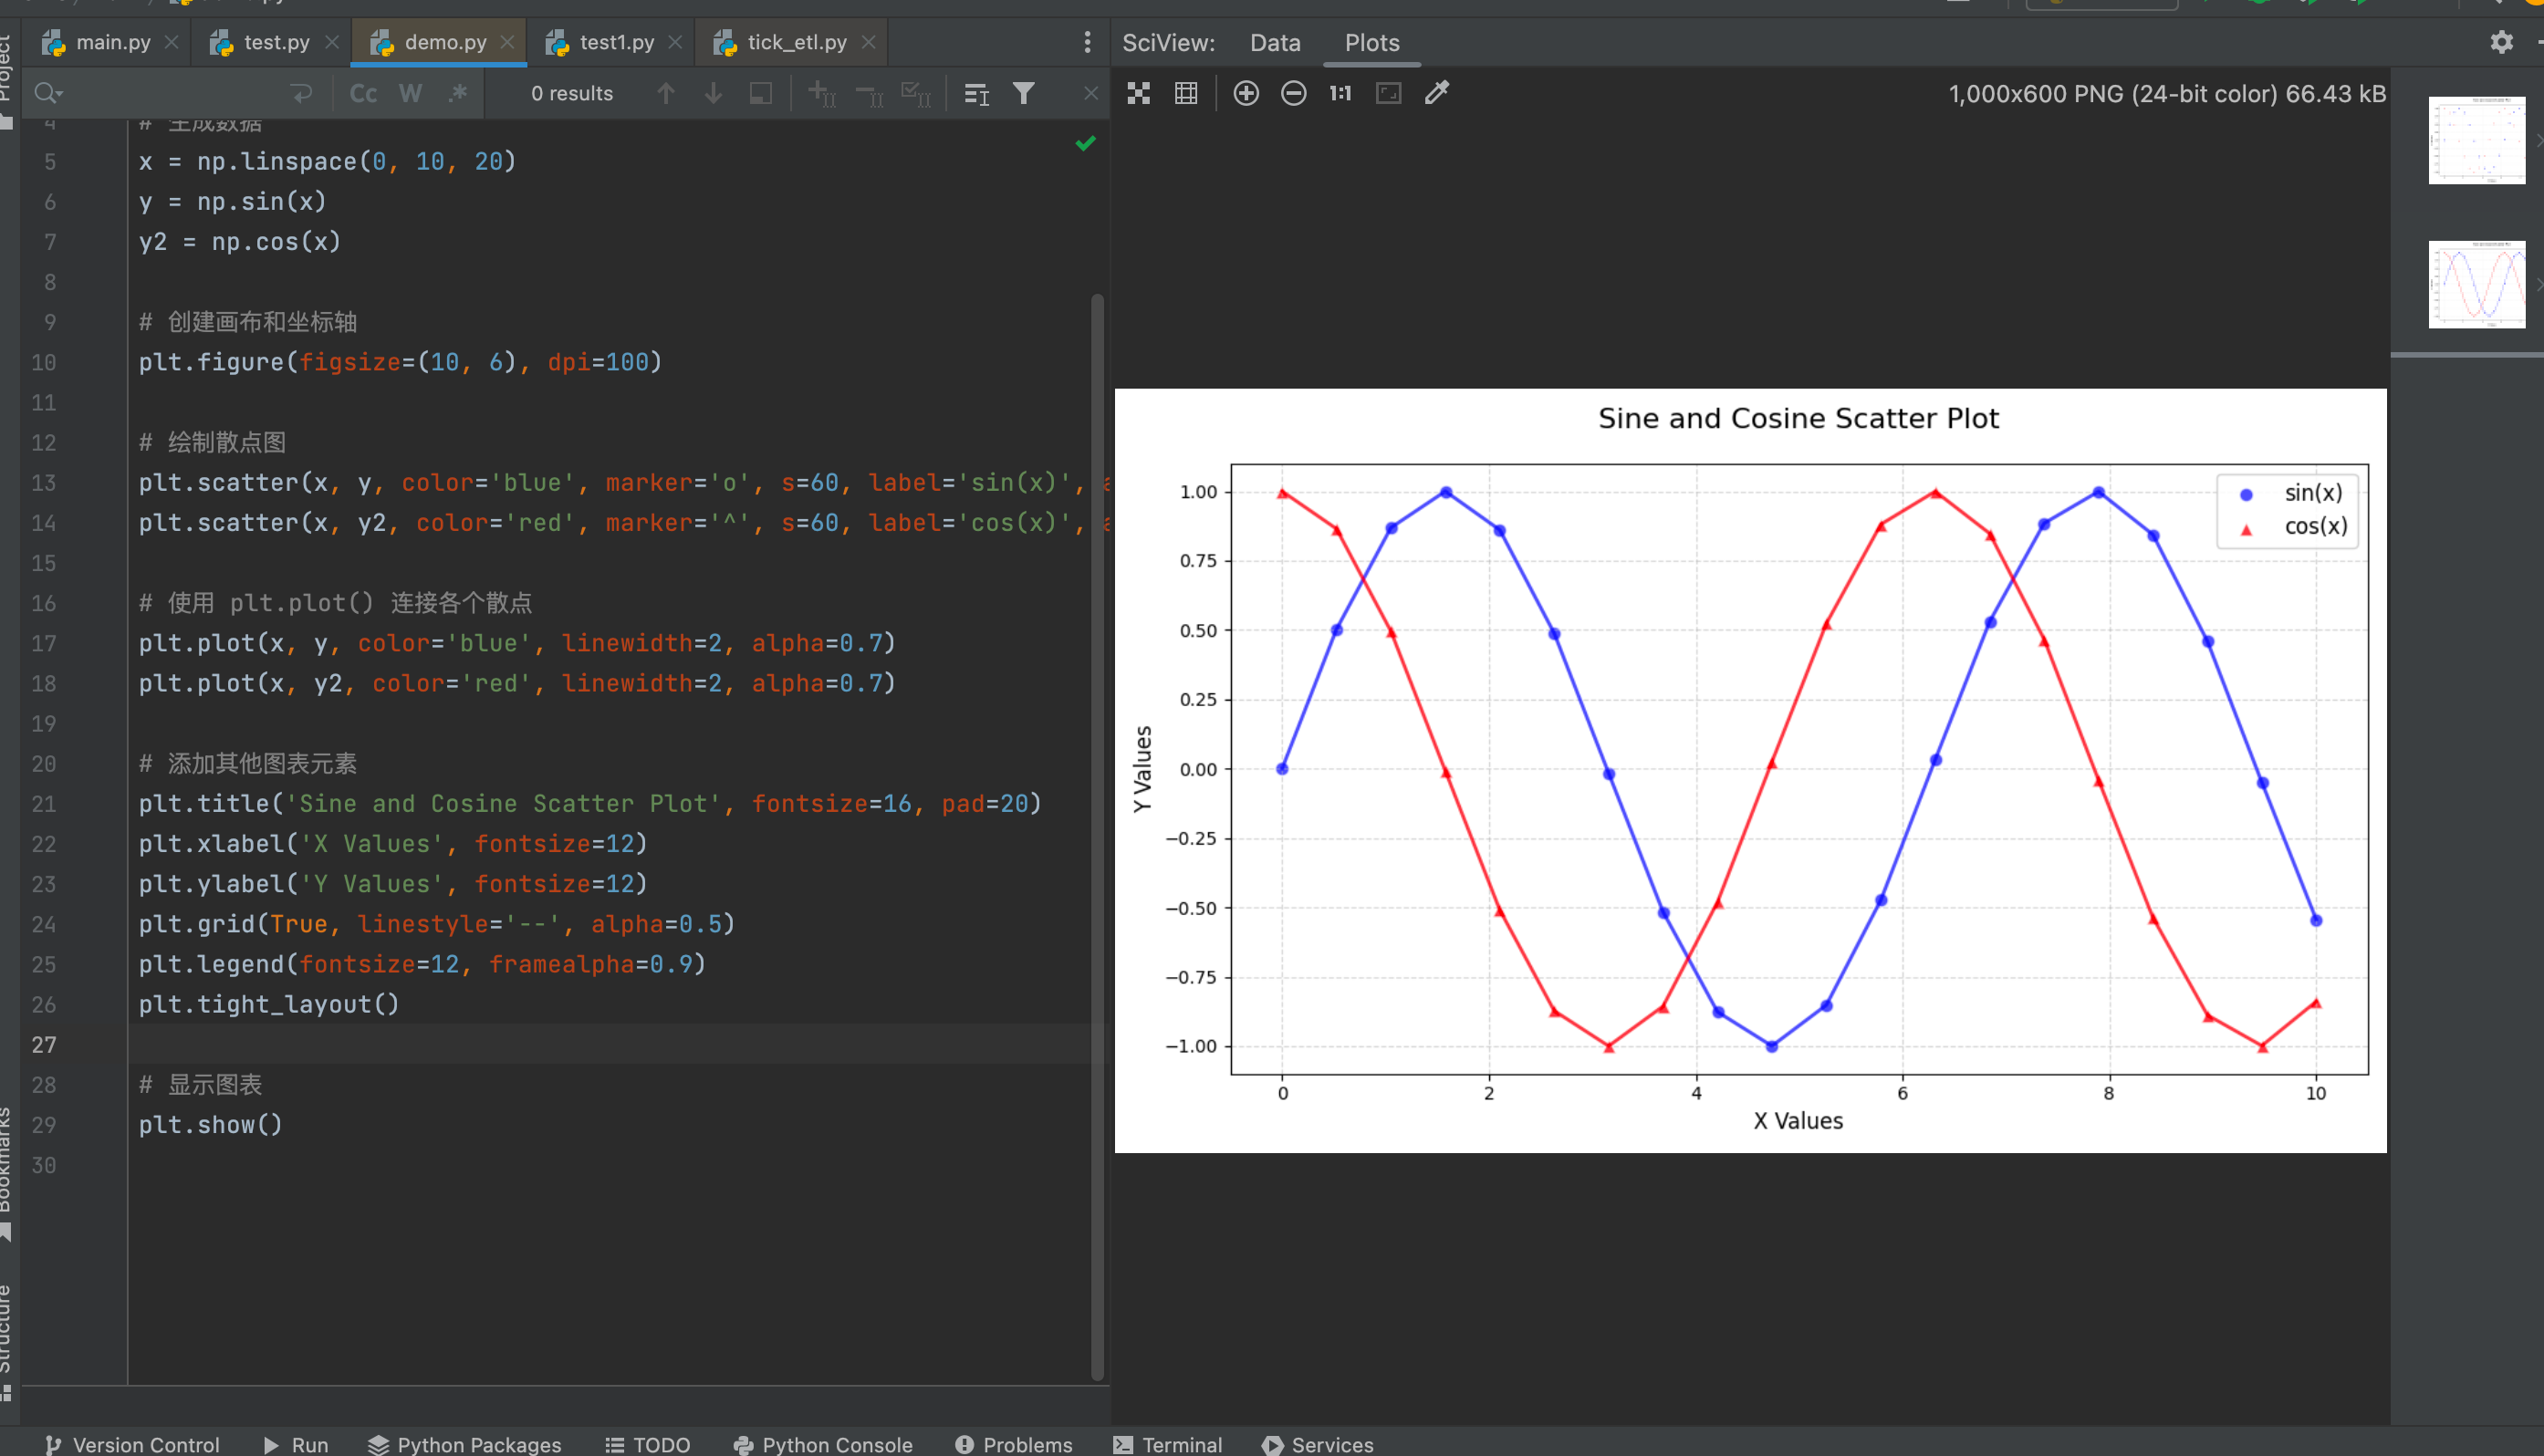 main.py
test.py
demo.py
test1.py
tick_etl.py
SciView:
Data
Plots
Cc
W
.*
0 results
1:1
1,000x600 PNG (24-bit color) 66.43 kB
Project
4 # 生成数据
5 x = np.linspace(0, 10, 20)
6 y = np.sin(x)
7 y2 = np.cos(x)
8
9 # 创建画布和坐标轴
10 plt.figure(figsize=(10, 6), dpi=100)
11
12 # 绘制散点图
13 plt.scatter(x, y, color='blue', marker='o', s=60, label='sin(x)',
14 plt.scatter(x, y2, color='red', marker='^', s=60, label='cos(x)',
15
16 # 使用 plt.plot() 连接各个散点
17 plt.plot(x, y, color='blue', linewidth=2, alpha=0.7)
18 plt.plot(x, y2, color='red', linewidth=2, alpha=0.7)
19
20 # 添加其他图表元素
21 plt.title('Sine and Cosine Scatter Plot', fontsize=16, pad=20)
22 plt.xlabel('X Values', fontsize=12)
23 plt.ylabel('Y Values', fontsize=12)
24 plt.grid(True, linestyle='--', alpha=0.5)
25 plt.legend(fontsize=12, framealpha=0.9)
26 plt.tight_layout()
27
28 # 显示图表
29 plt.show()
30
Bookmarks
Structure
Sine and Cosine Scatter Plot
sin(x)
cos(x)
1.00
0.75
0.50
0.25
0.00
−0.25
−0.50
−0.75
−1.00
Y Values
0 2 4 6 8 10
X Values
Version Control
Run
Python Packages
TODO
Python Console
Problems
Terminal
Services